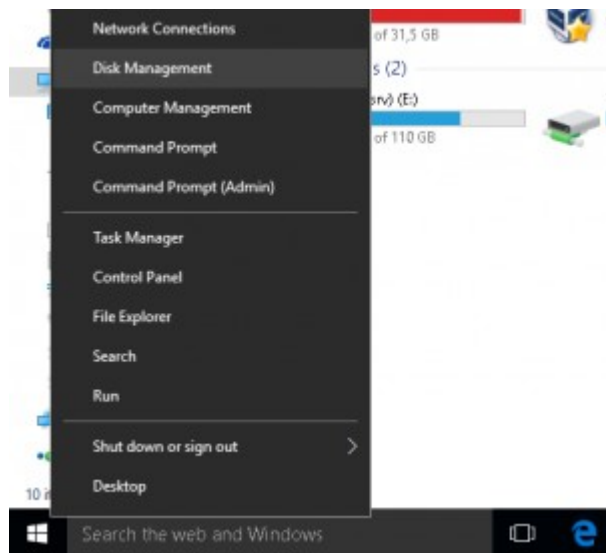 Network Connections
of 31,5 GB
Disk Management
s (2)
Computer Management
srv) (E:)
Command Prompt
of 110 GB
Command Prompt (Admin)
Task Manager
Control Panel
File Explorer
Search
Run
Shut down or sign out
Desktop
10 it
Search the web and Windows